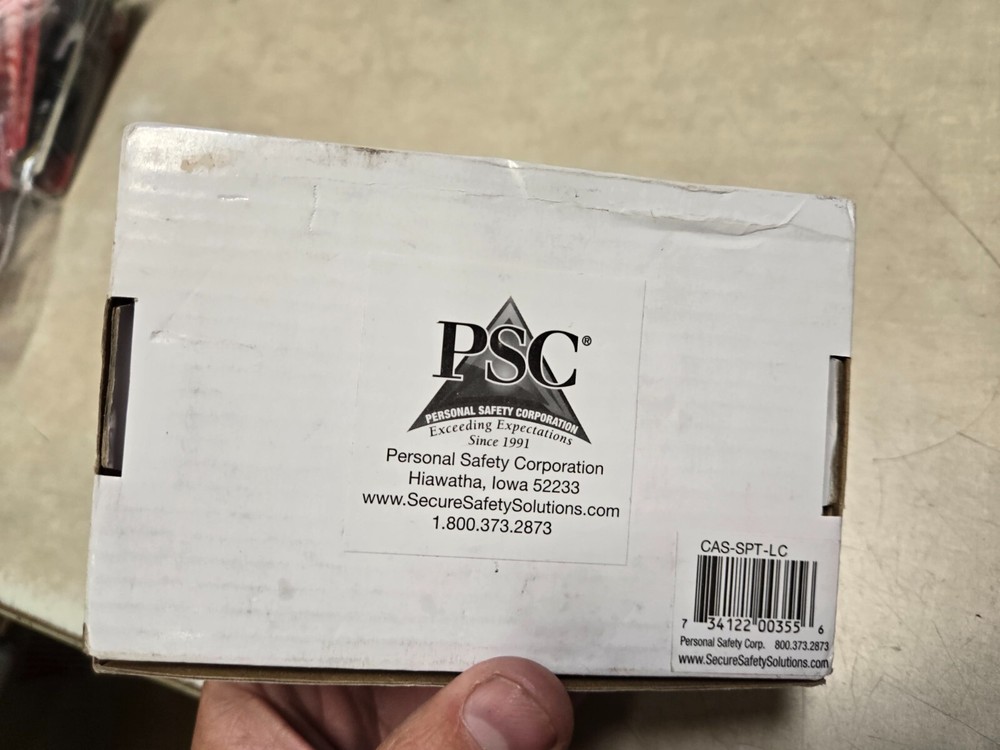 PSC®
PERSONAL SAFETY CORPORATION
Exceeding Expectations
Since 1991
Personal Safety Corporation
Hiawatha, Iowa 52233
www.SecureSafetySolutions.com
1.800.373.2873
CAS-SPT-LC
7 34122 00355 6
Personal Safety Corp. 800.373.2873
www.SecureSafetySolutions.com